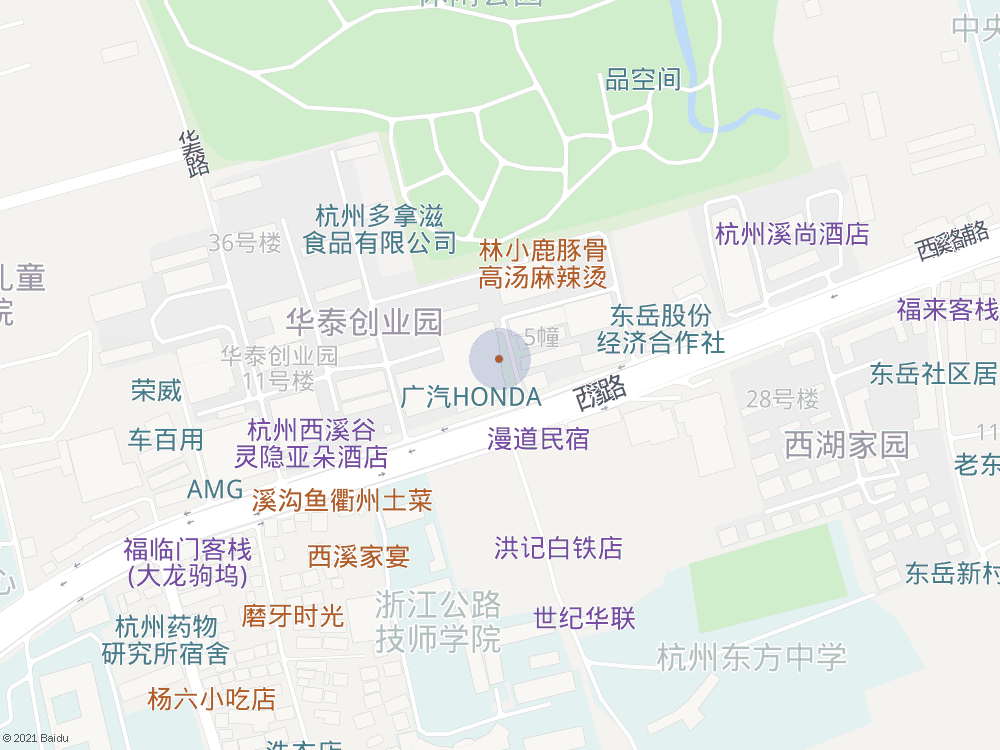 品空间
中央
华泰路
杭州多拿滋
食品有限公司
36号楼
林小鹿豚骨
高汤麻辣烫
杭州溪尚酒店
西溪路辅路
儿童
院
华泰创业园
5幢
东岳股份
经济合作社
福来客栈
华泰创业园
11号楼
荣威
广汽HONDA
西溪路
28号楼
东岳社区居
车百用
杭州西溪谷
灵隐亚朵酒店
漫道民宿
西湖家园
11
老东
AMG
溪沟鱼衢州土菜
福临门客栈
(大龙驹坞)
西溪家宴
洪记白铁店
心
东岳新村
磨牙时光
浙江公路
技师学院
世纪华联
杭州药物
研究所宿舍
杭州东方中学
杨六小吃店
洗衣店
© 2021 Baidu